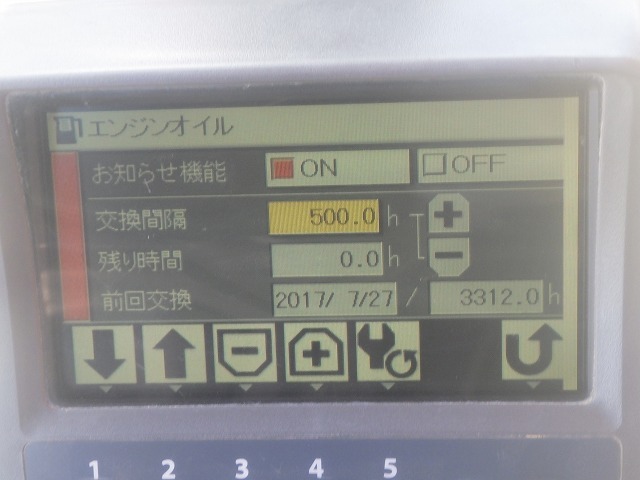 エンジンオイル
お知らせ機能 ON OFF
交換間隔 500.0 h
残り時間 0.0 h
前回交換 2017/ 7/27 / 3312.0 h
1 2 3 4 5